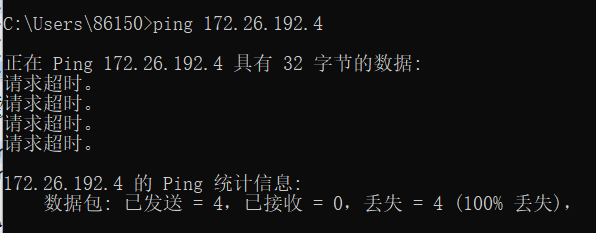 C:\Users\86150>ping 172.26.192.4
正在 Ping 172.26.192.4 具有 32 字节的数据:
请求超时。
请求超时。
请求超时。
请求超时。
172.26.192.4 的 Ping 统计信息:
数据包: 已发送 = 4，已接收 = 0，丢失 = 4 (100% 丢失)，